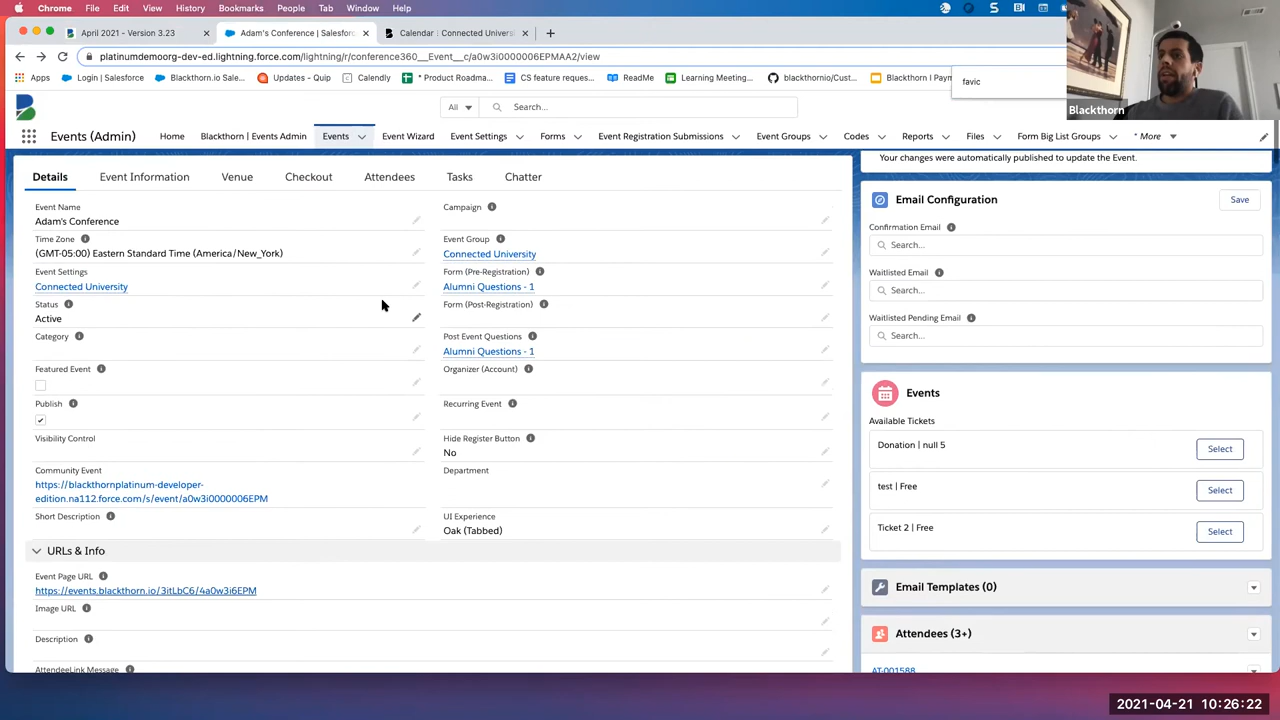 Chrome File Edit View History Bookmarks People Tab Window Help
April 2021 - Version 3.23 × Adam's Conference | Salesforc × Calendar : Connected Univers × +
platinumdemoorg-dev-ed.lightning.force.com/lightning/r/conference360__Event__c/a0w3i0000006EPMAA2/view
Apps Login | Salesforce Blackthorn.io Sale... Updates - Quip Calendly * Product Roadma... CS feature reques... ReadMe Learning Meeting... blackthornio/Cust... Blackthorn | Paym
favic
Blackthorn
All Search...
Events (Admin) Home Blackthorn | Events Admin Events Event Wizard Event Settings Forms Event Registration Submissions Event Groups Codes Reports Files Form Big List Groups * More
Your changes were automatically published to update the Event.
Details Event Information Venue Checkout Attendees Tasks Chatter
Event Name
Adam's Conference
Campaign
Time Zone
(GMT-05:00) Eastern Standard Time (America/New_York)
Event Group
Connected University
Event Settings
Connected University
Form (Pre-Registration)
Alumni Questions - 1
Status
Active
Form (Post-Registration)
Category
Post Event Questions
Alumni Questions - 1
Featured Event
Organizer (Account)
Publish
Recurring Event
Visibility Control
Hide Register Button
No
Community Event
https://blackthornplatinum-developer-
edition.na112.force.com/s/event/a0w3i0000006EPM
Department
Short Description
UI Experience
Oak (Tabbed)
URLs & Info
Event Page URL
https://events.blackthorn.io/3itLbC6/4a0w3i6EPM
Image URL
Description
AttendeeLink Message
Email Configuration Save
Confirmation Email
Search...
Waitlisted Email
Search...
Waitlisted Pending Email
Search...
Events
Available Tickets
Donation | null 5 Select
test | Free Select
Ticket 2 | Free Select
Email Templates (0)
Attendees (3+)
AT-001588
2021-04-21 10:26:22